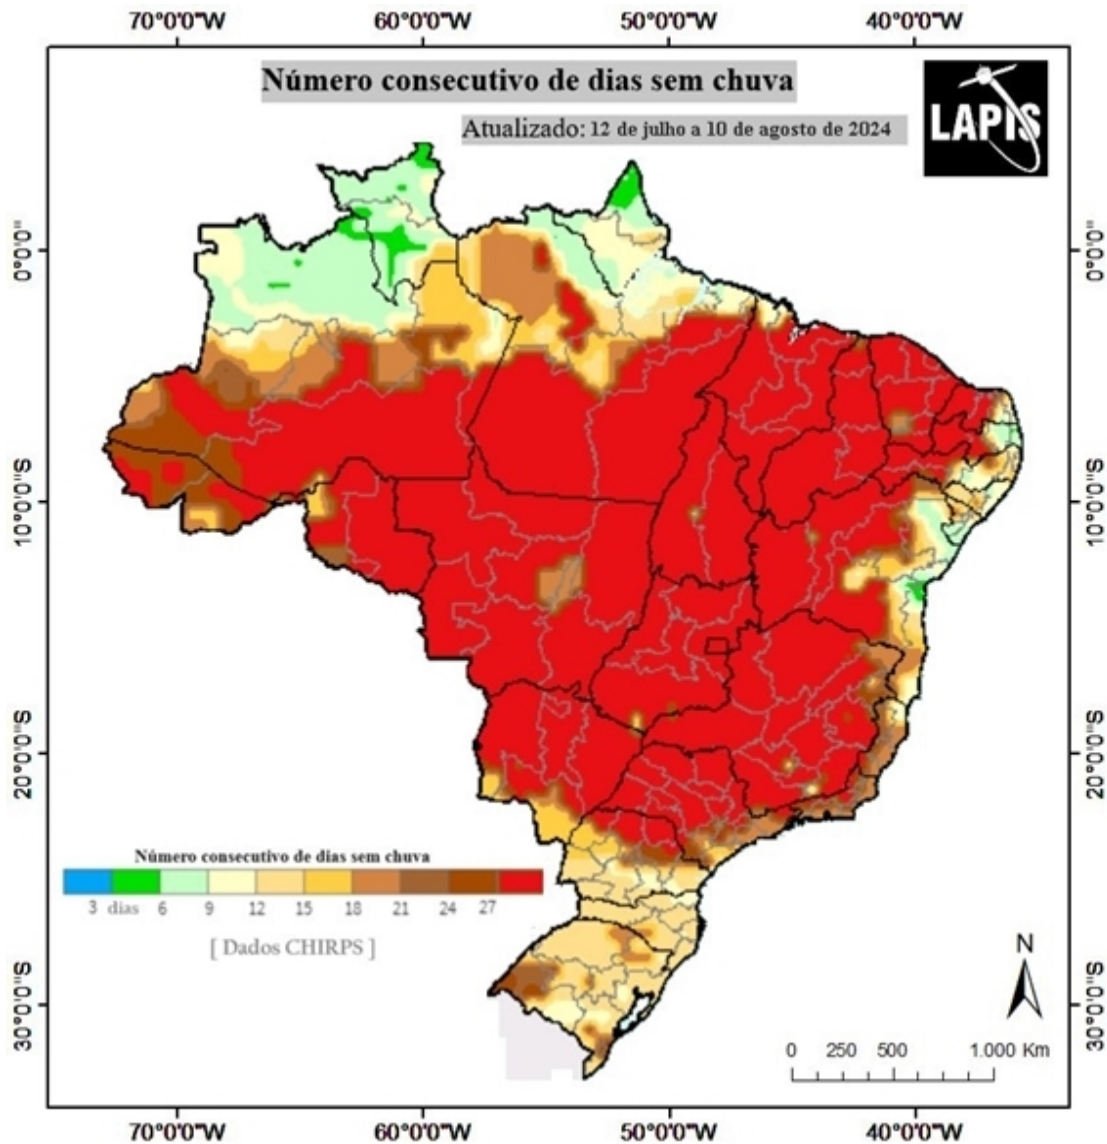 70°0'0"W 60°0'0"W 50°0'0"W 40°0'0"W
Número consecutivo de dias sem chuva
Atualizado: 12 de julho a 10 de agosto de 2024
LAPIS
0°0'0" 0°0'0"
10°0'0"S 10°0'0"S
20°0'0"S 20°0'0"S
Número consecutivo de dias sem chuva
3 dias 6 9 12 15 18 21 24 27
[ Dados CHIRPS ]
N
30°0'0"S 30°0'0"S
0 250 500 1.000 Km
70°0'0"W 60°0'0"W 50°0'0"W 40°0'0"W